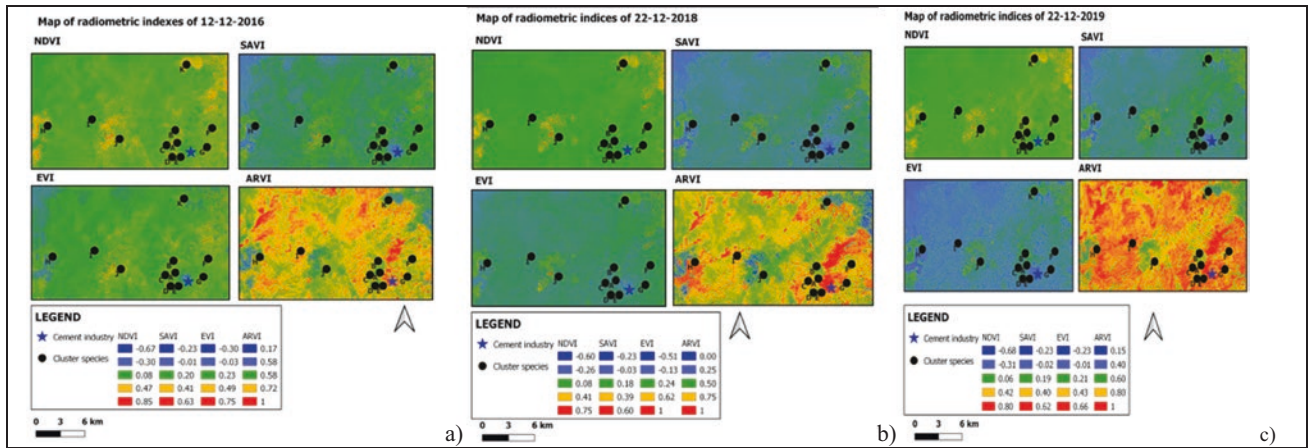 Map of radiometric indexes of 12-12-2016
NDVI
SAVI
EVI
ARVI
LEGEND
Cement industry
Cluster species
NDVI SAVI EVI ARVI
-0.67 -0.23 -0.30 0.17
-0.30 -0.01 -0.03 0.58
0.08 0.20 0.23 0.58
0.47 0.41 0.49 0.72
0.85 0.63 0.75 1
0 3 6 km
a)
Map of radiometric indices of 22-12-2018
NDVI
SAVI
EVI
ARVI
LEGEND
Cement industry
Cluster species
NDVI SAVI EVI ARVI
-0.60 -0.23 -0.51 0.00
-0.26 -0.03 -0.13 0.25
0.08 0.18 0.24 0.50
0.41 0.39 0.62 0.75
0.75 0.60 1 1
0 3 6 km
b)
Map of radiometric indices of 22-12-2019
NDVI
SAVI
EVI
ARVI
LEGEND
Cement industry
Cluster species
NDVI SAVI EVI ARVI
-0.68 -0.23 -0.23 0.15
-0.31 -0.02 -0.01 0.40
0.06 0.19 0.21 0.60
0.42 0.40 0.43 0.80
0.80 0.62 0.66 1
0 3 6 km
c)